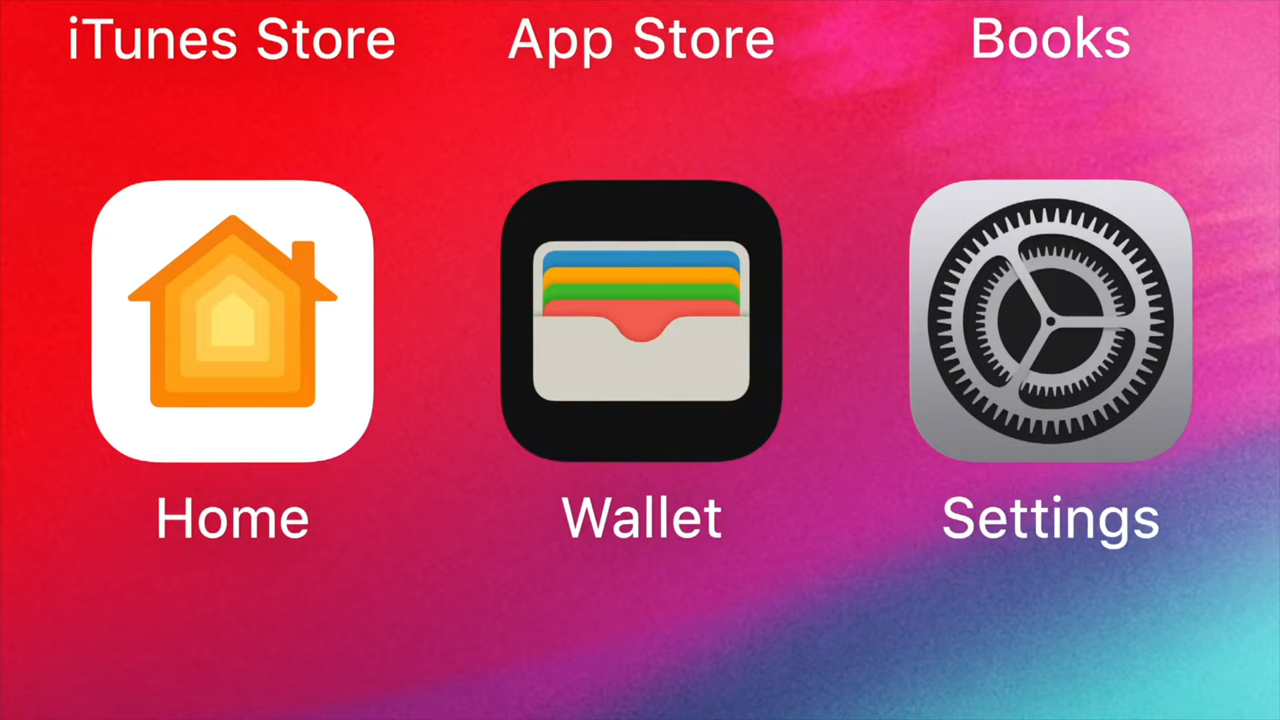 iTunes Store
App Store
Books
Home
Wallet
Settings